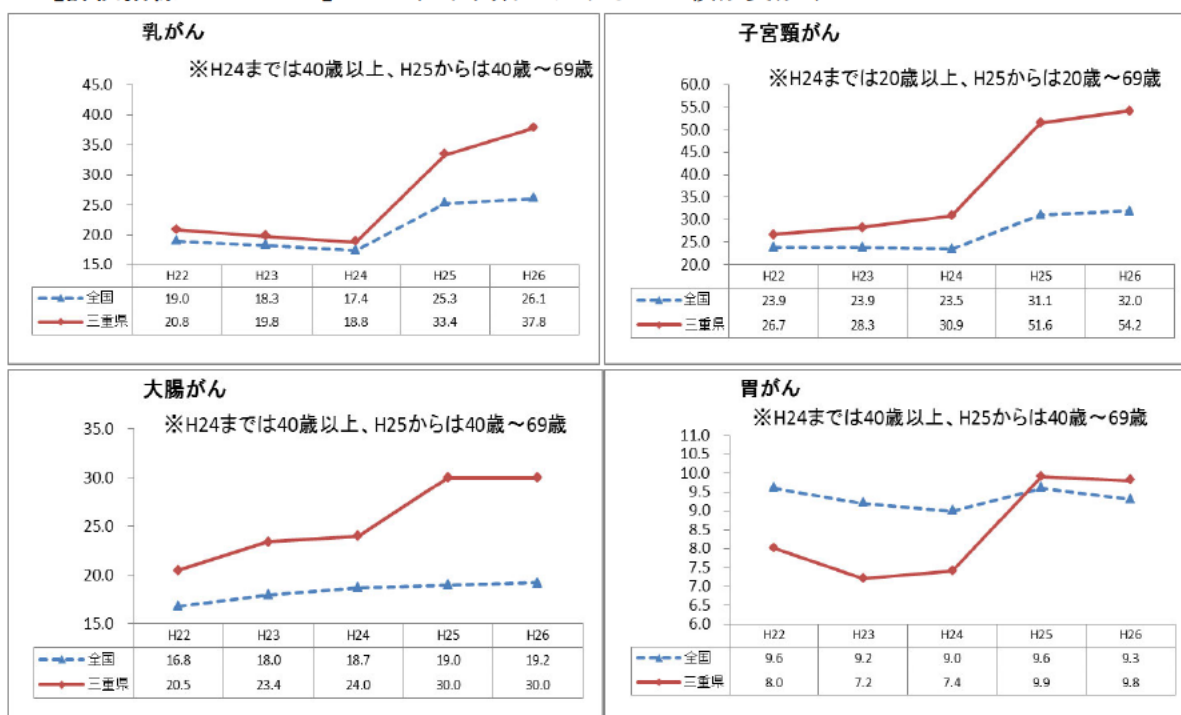 乳がん
※H24までは40歳以上、H25からは40歳～69歳
45.0
40.0
35.0
30.0
25.0
20.0
15.0
H22 H23 H24 H25 H26
全国 19.0 18.3 17.4 25.3 26.1
三重県 20.8 19.8 18.8 33.4 37.8
子宮頸がん
※H24までは20歳以上、H25からは20歳～69歳
60.0
55.0
50.0
45.0
40.0
35.0
30.0
25.0
20.0
H22 H23 H24 H25 H26
全国 23.9 23.9 23.5 31.1 32.0
三重県 26.7 28.3 30.9 51.6 54.2
大腸がん
※H24までは40歳以上、H25からは40歳～69歳
35.0
30.0
25.0
20.0
15.0
H22 H23 H24 H25 H26
全国 16.8 18.0 18.7 19.0 19.2
三重県 20.5 23.4 24.0 30.0 30.0
胃がん
※H24までは40歳以上、H25からは40歳～69歳
11.0
10.5
10.0
9.5
9.0
8.5
8.0
7.5
7.0
6.5
6.0
H22 H23 H24 H25 H26
全国 9.6 9.2 9.0 9.6 9.3
三重県 8.0 7.2 7.4 9.9 9.8